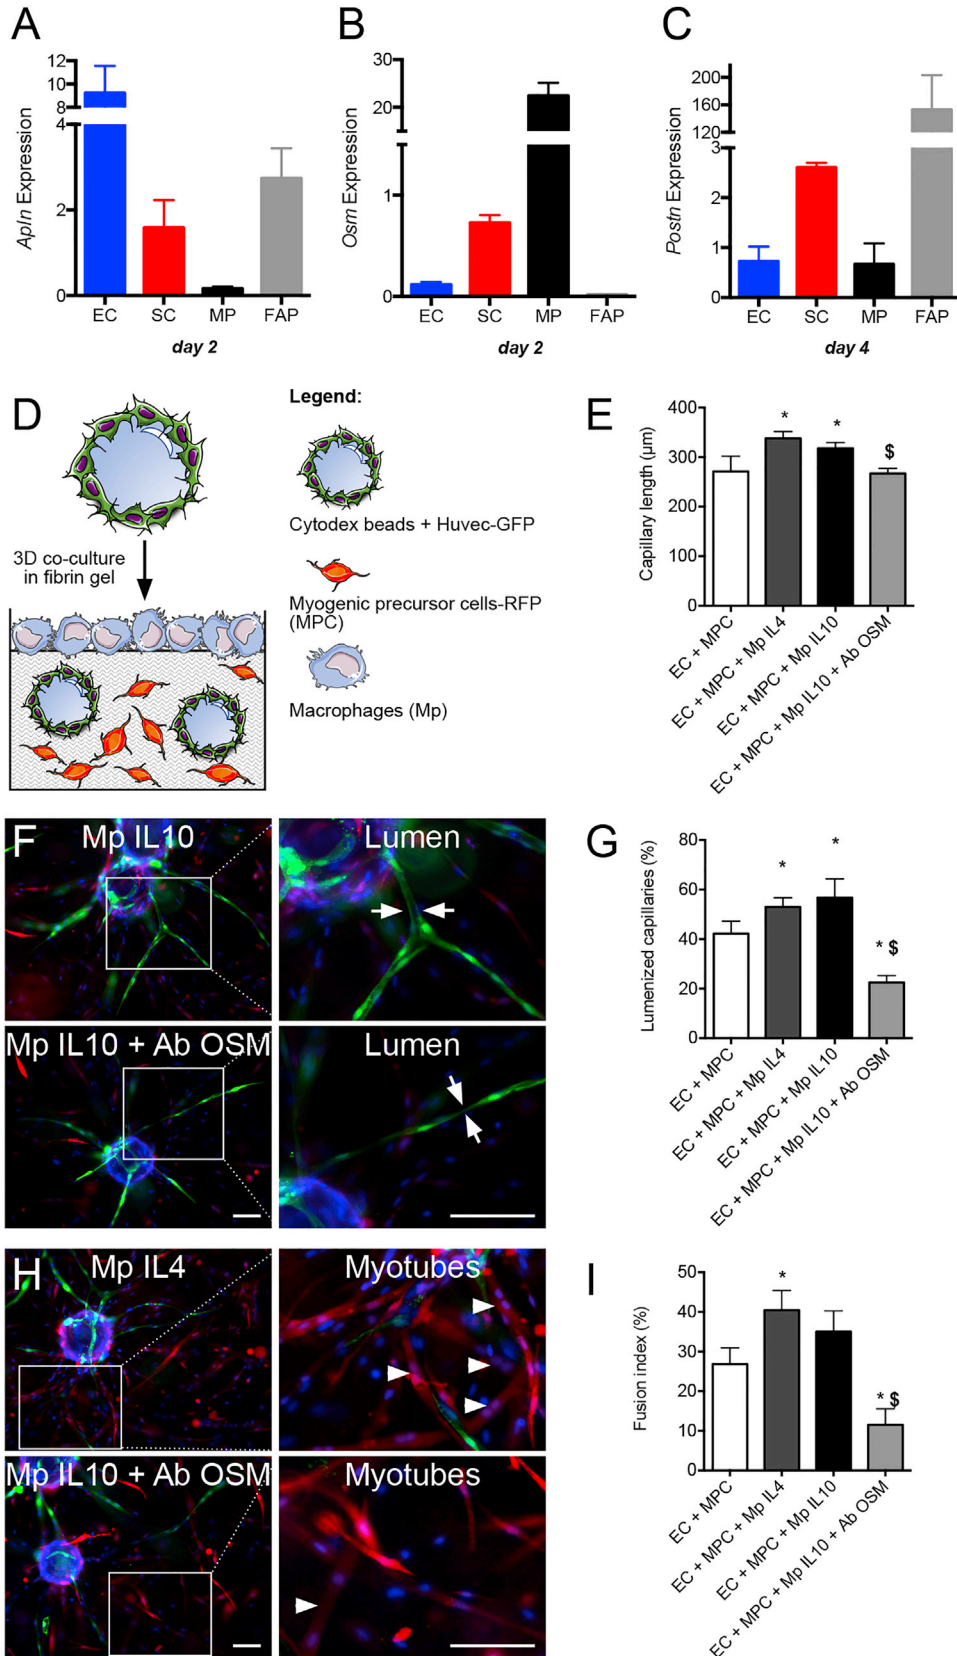 A
Apln Expression
12
10
8
4
2
0
EC SC MP FAP
day 2
B
Osm Expression
30
20
1
0
EC SC MP FAP
day 2
C
Postn Expression
200
160
120
3
2
1
0
EC SC MP FAP
day 4
D
3D co-culture
in fibrin gel
Legend:
Cytodex beads + Huvec-GFP
Myogenic precursor cells-RFP
(MPC)
Macrophages (Mp)
E
Capillary length (µm)
400
300
200
100
0
* * $
EC + MPC
EC + MPC + Mp IL4
EC + MPC + Mp IL10
EC + MPC + Mp IL10 + Ab OSM
F
Mp IL10
Lumen
Mp IL10 + Ab OSM
Lumen
G
Lumenized capillaries (%)
80
60
40
20
0
* * * $
EC + MPC
EC + MPC + Mp IL4
EC + MPC + Mp IL10
EC + MPC + Mp IL10 + Ab OSM
H
Mp IL4
Myotubes
Mp IL10 + Ab OSM
Myotubes
I
Fusion index (%)
50
40
30
20
10
0
* * $
EC + MPC
EC + MPC + Mp IL4
EC + MPC + Mp IL10
EC + MPC + Mp IL10 + Ab OSM